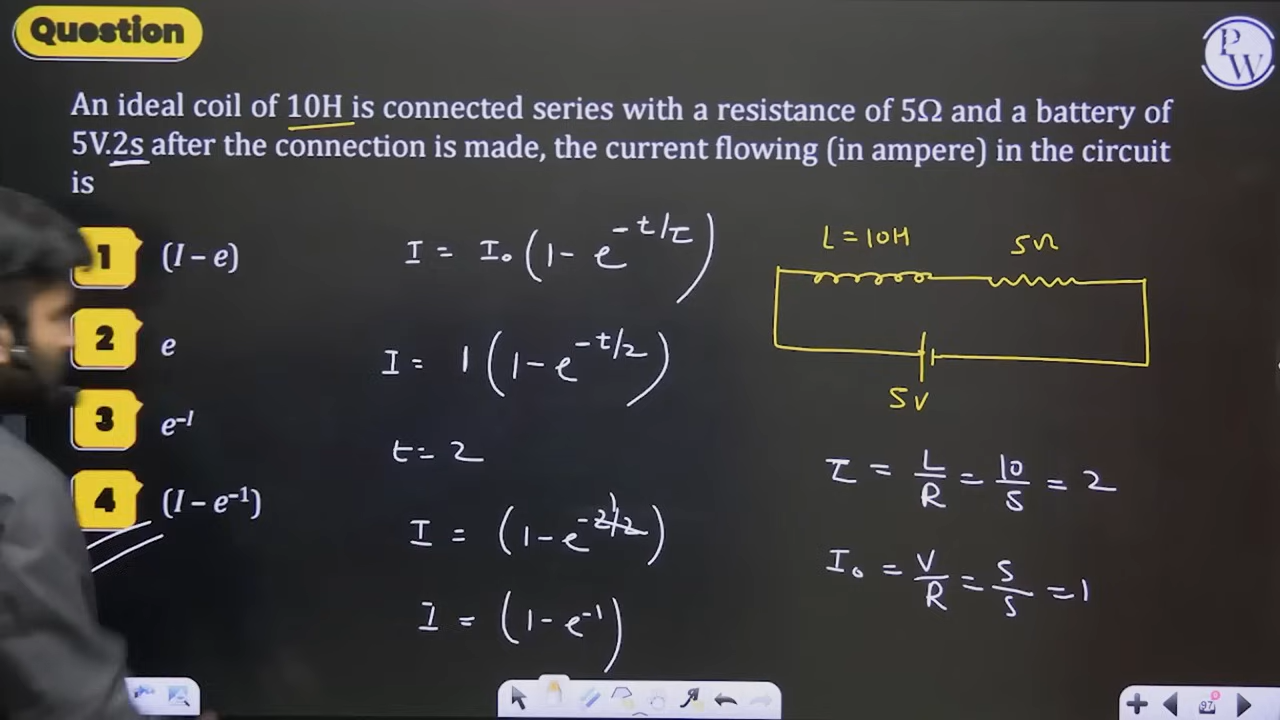 Question
PW
An ideal coil of 10H is connected series with a resistance of 5Ω and a battery of
5V.2s after the connection is made, the current flowing (in ampere) in the circuit
is
1 (I – e)
2 e
3 e⁻ᴵ
4 (I – e⁻¹)
I = I₀ (1 - e^-t/τ)
I = 1 (1 - e^-t/2)
t = 2
I = (1 - e^-2/2) 1
I = (1 - e⁻¹)
L = 10H 5Ω
5V
τ = L/R = 10/5 = 2
I₀ = V/R = 5/5 = 1
97